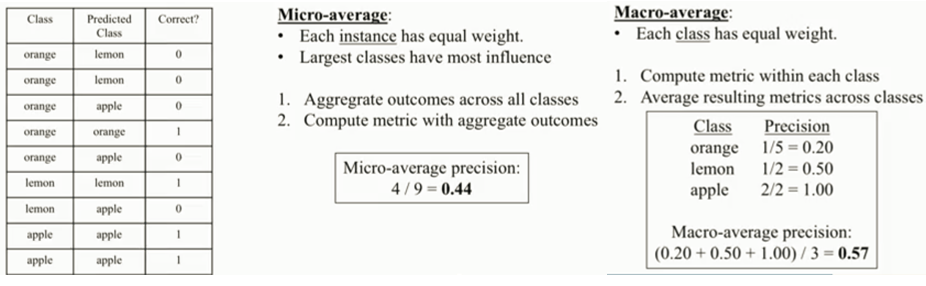 Class Predicted Class Correct?
orange lemon 0
orange lemon 0
orange apple 0
orange orange 1
orange apple 0
lemon lemon 1
lemon apple 0
apple apple 1
apple apple 1
Micro-average:
• Each instance has equal weight.
• Largest classes have most influence
1. Aggregrate outcomes across all classes
2. Compute metric with aggregate outcomes
Micro-average precision:
4 / 9 = 0.44
Macro-average:
• Each class has equal weight.
1. Compute metric within each class
2. Average resulting metrics across classes
Class Precision
orange 1/5 = 0.20
lemon 1/2 = 0.50
apple 2/2 = 1.00
Macro-average precision:
(0.20 + 0.50 + 1.00) / 3 = 0.57